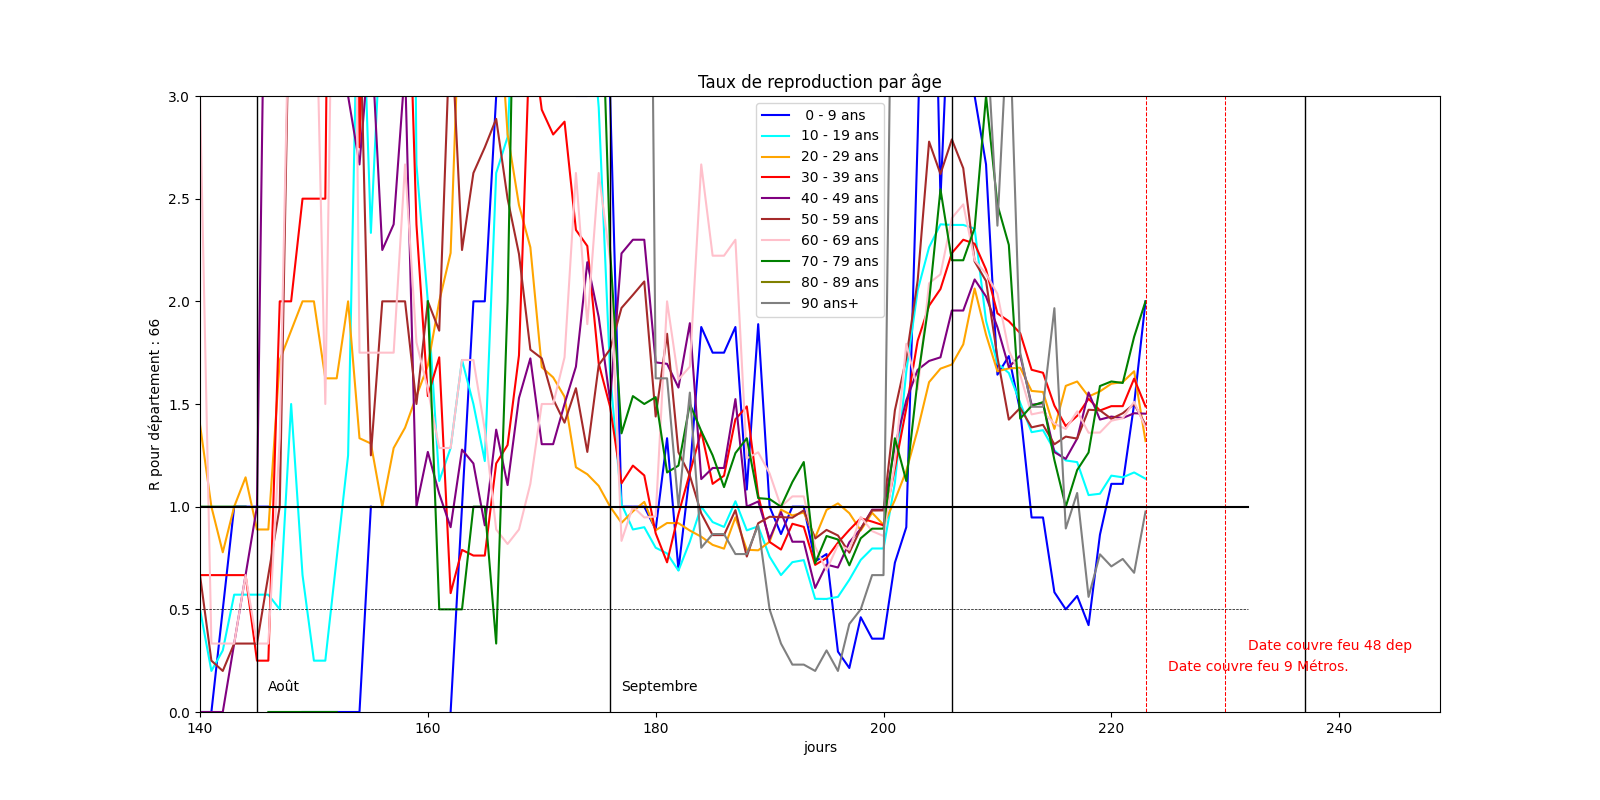 Taux de reproduction par âge
R pour département : 66
3.0
2.5
2.0
1.5
1.0
0.5
0.0
0 - 9 ans
10 - 19 ans
20 - 29 ans
30 - 39 ans
40 - 49 ans
50 - 59 ans
60 - 69 ans
70 - 79 ans
80 - 89 ans
90 ans+
Date couvre feu 48 dep
Date couvre feu 9 Métros.
Août
Septembre
140
160
180
200
220
240
jours